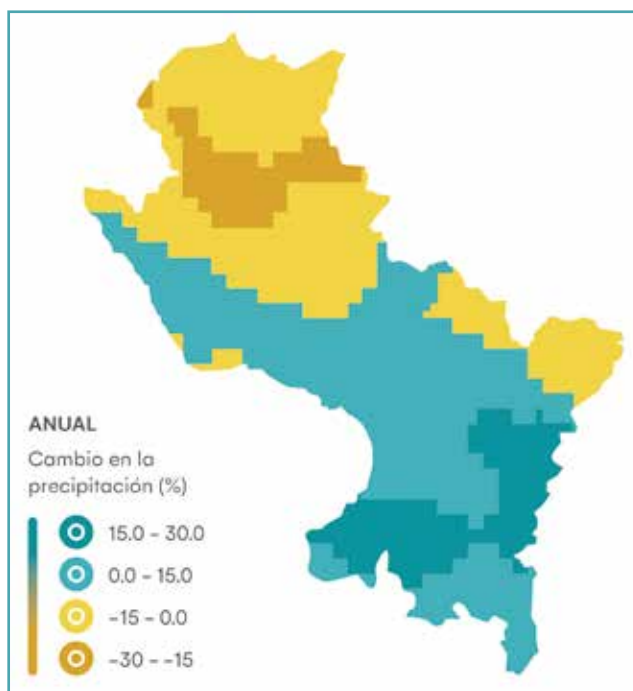 ANUAL
Cambio en la
precipitación (%)
15.0 – 30.0
0.0 – 15.0
–15 – 0.0
–30 – –15